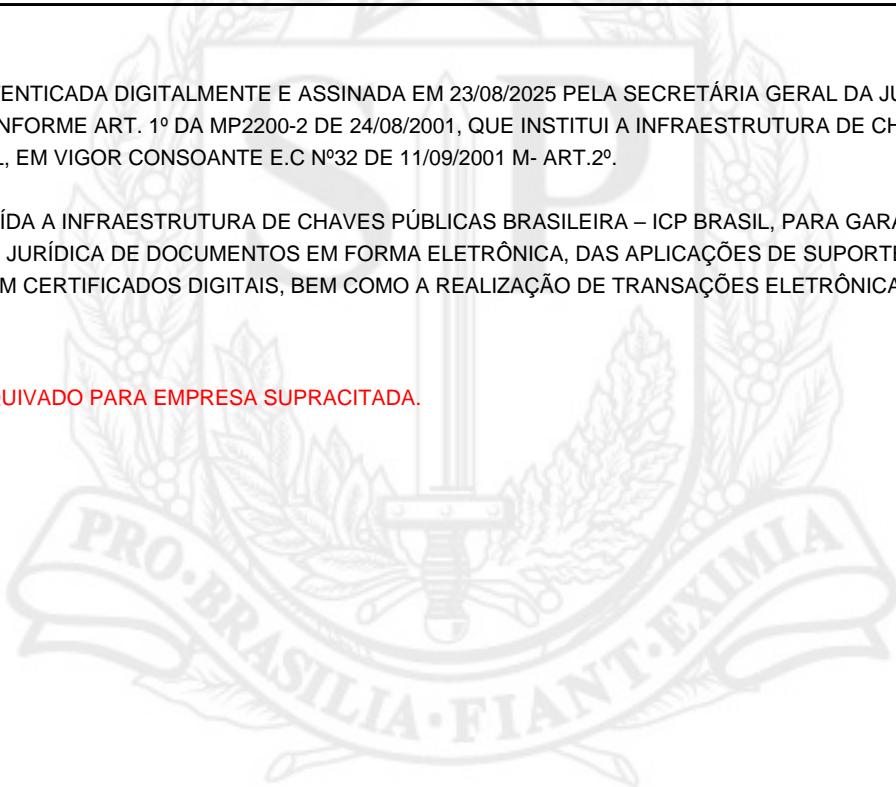 ENTICADA DIGITALMENTE E ASSINADA EM 23/08/2025 PELA SECRETÁRIA GERAL DA JU
NFORME ART. 1º DA MP2200-2 DE 24/08/2001, QUE INSTITUI A INFRAESTRUTURA DE CH
L, EM VIGOR CONSOANTE E.C Nº32 DE 11/09/2001 M- ART.2º.
ÍDA A INFRAESTRUTURA DE CHAVES PÚBLICAS BRASILEIRA – ICP BRASIL, PARA GARA
JURÍDICA DE DOCUMENTOS EM FORMA ELETRÔNICA, DAS APLICAÇÕES DE SUPORTE
M CERTIFICADOS DIGITAIS, BEM COMO A REALIZAÇÃO DE TRANSAÇÕES ELETRÔNICA
UIVADO PARA EMPRESA SUPRACITADA.
SP
PRO·BRASILIA·FIANT·EXIMIA